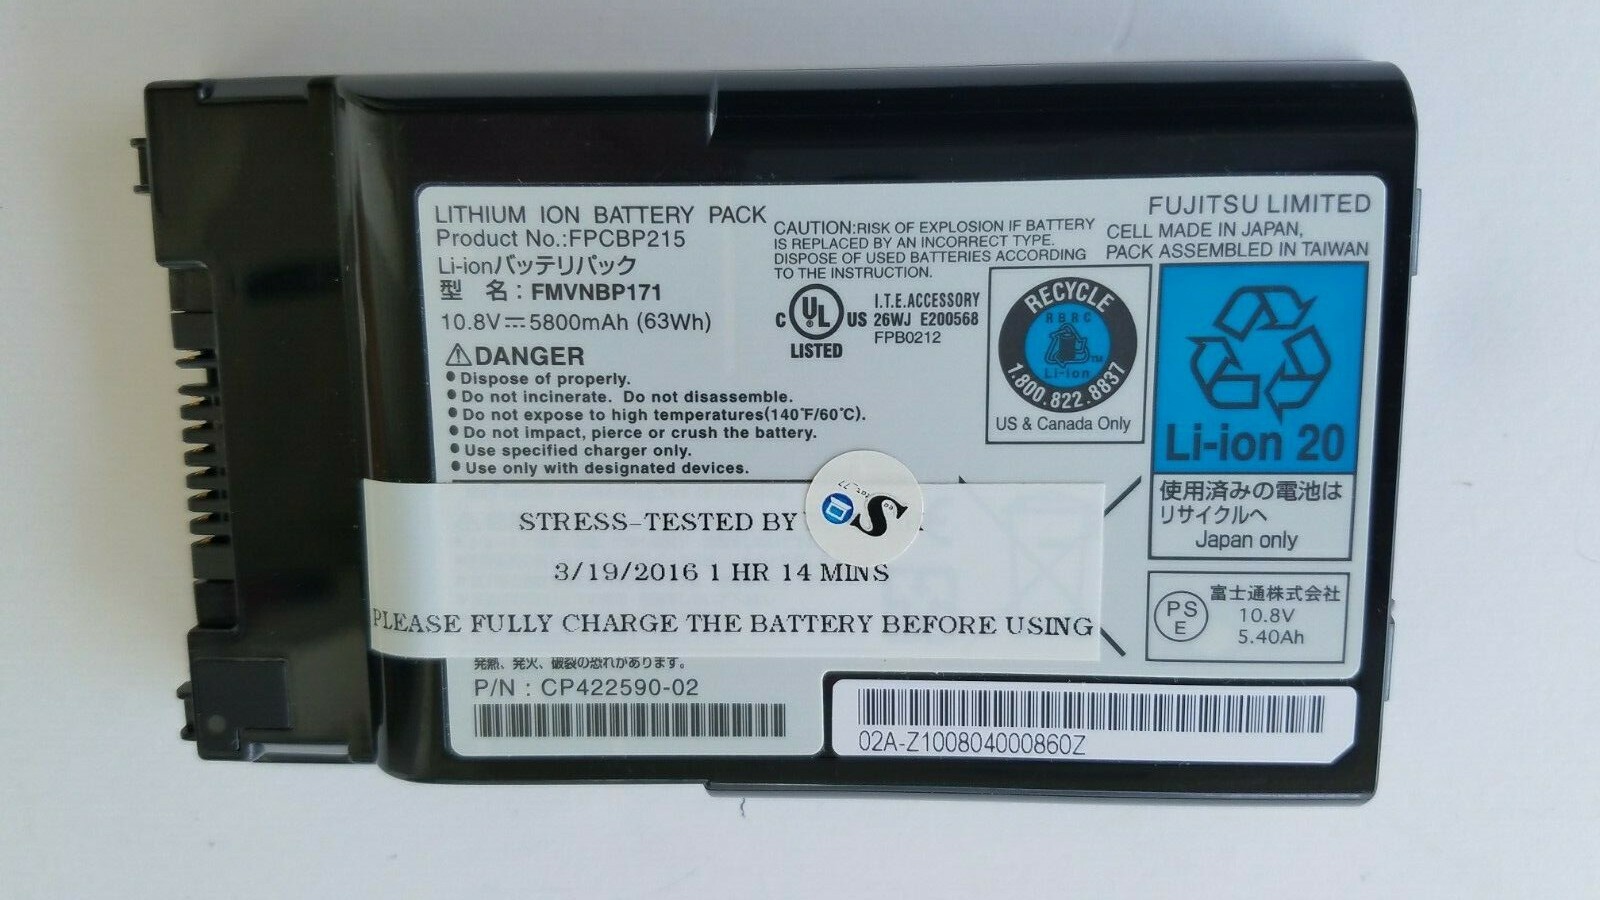 LITHIUM ION BATTERY PACK
Product No.:FPCBP215
Li-ionバッテリパック
型 名：FMVNBP171
10.8V⎓5800mAh (63Wh)
⚠DANGER
• Dispose of properly.
• Do not incinerate. Do not disassemble.
• Do not expose to high temperatures(140°F/60°C).
• Do not impact, pierce or crush the battery.
• Use specified charger only.
• Use only with designated devices.
CAUTION:RISK OF EXPLOSION IF BATTERY
IS REPLACED BY AN INCORRECT TYPE.
DISPOSE OF USED BATTERIES ACCORDING
TO THE INSTRUCTION.
C UL US
LISTED
I.T.E.ACCESSORY
26WJ E200568
FPB0212
FUJITSU LIMITED
CELL MADE IN JAPAN,
PACK ASSEMBLED IN TAIWAN
RECYCLE
RBRC
TM
Li-ion
1.800.822.8837
US & Canada Only
Li-ion 20
使用済みの電池は
リサイクルへ
Japan only
PS
E
富士通株式会社
10.8V
5.40Ah
STRESS-TESTED BY
3/19/2016 1 HR 14 MINS
PLEASE FULLY CHARGE THE BATTERY BEFORE USING
S
発熱、発火、破裂の恐れがあります。
P/N : CP422590-02
02A-Z100804000860Z